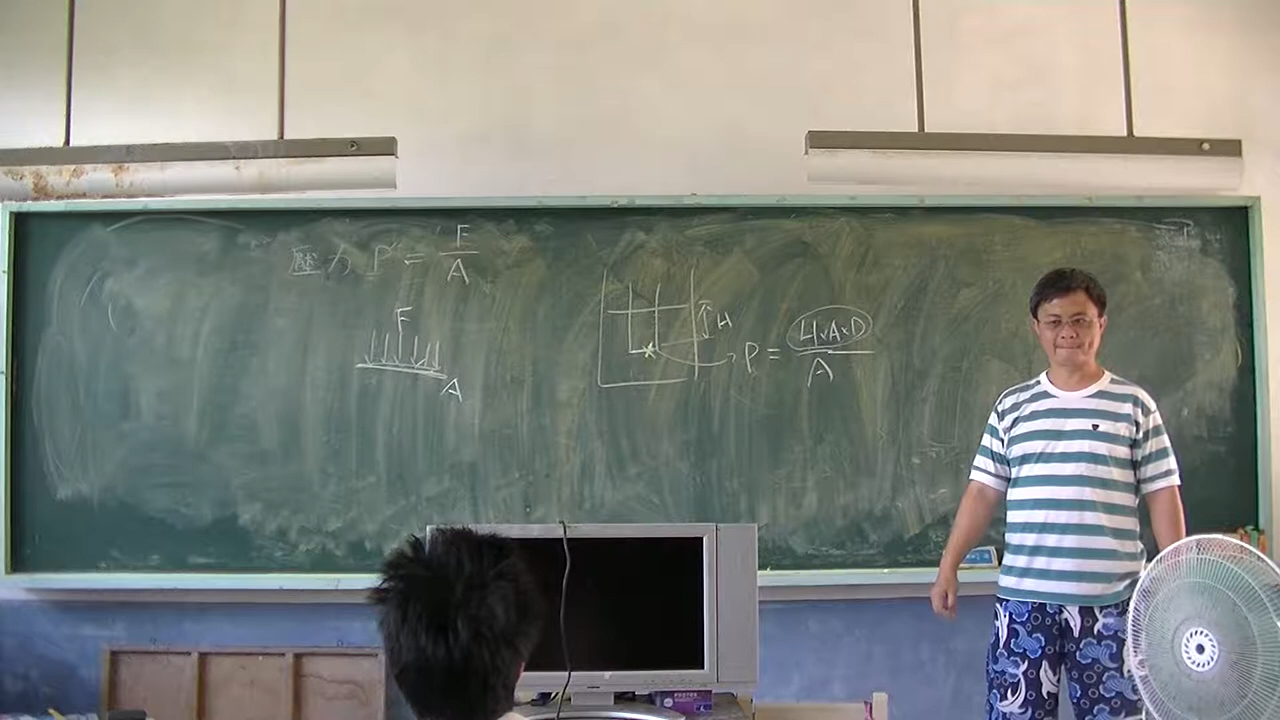 壓力 P = F/A
F
A
H
P = H×A×D/A